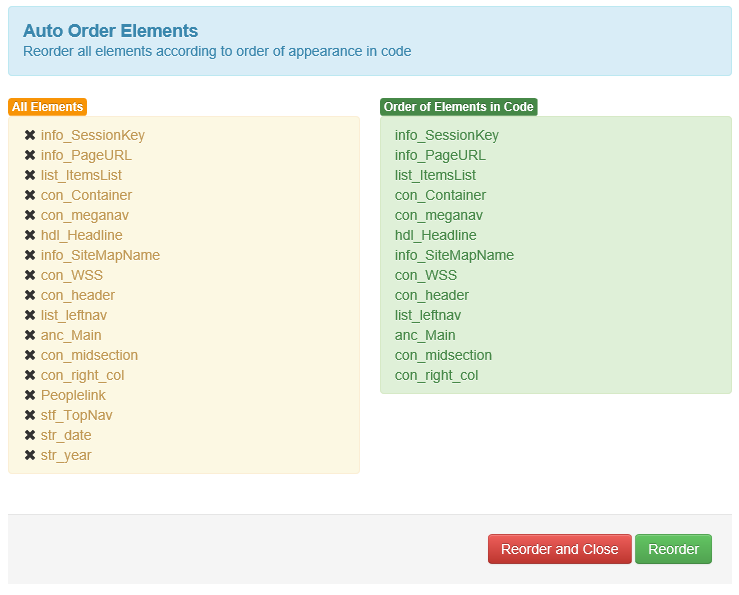 Auto Order Elements
Reorder all elements according to order of appearance in code
All Elements
info_SessionKey
info_PageURL
list_ItemsList
con_Container
con_meganav
hdl_Headline
info_SiteMapName
con_WSS
con_header
list_leftnav
anc_Main
con_midsection
con_right_col
Peoplelink
stf_TopNav
str_date
str_year
Order of Elements in Code
info_SessionKey
info_PageURL
list_ItemsList
con_Container
con_meganav
hdl_Headline
info_SiteMapName
con_WSS
con_header
list_leftnav
anc_Main
con_midsection
con_right_col
Reorder and Close
Reorder